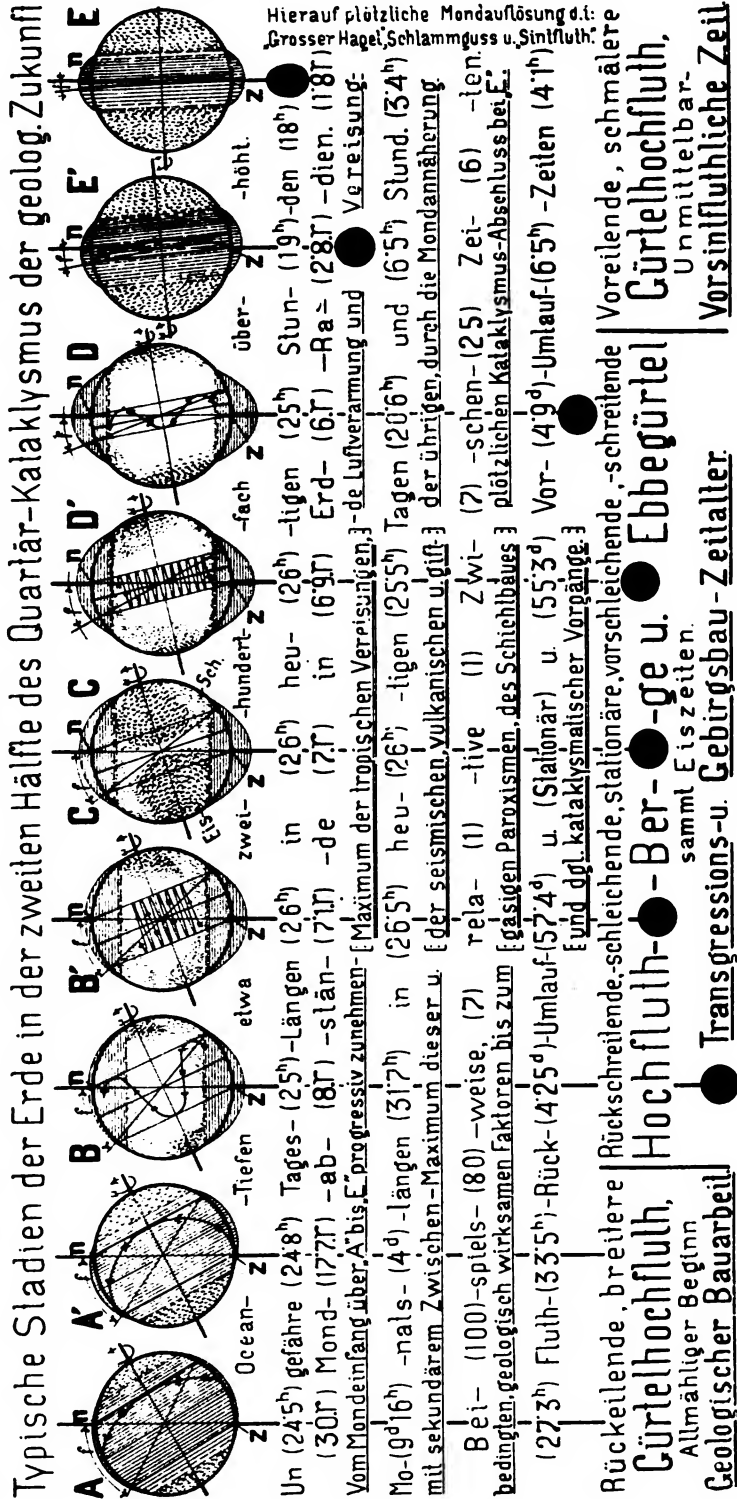 Typische Stadien der Erde in der zweiten Hälfte des Quartär-Kataklysmus der geolog. Zukunft
A A' B B' C C D' D E' E
f n f n f n f n f n f n f n f n n
Eis Sch.
Z Z Z Z Z Z Z Z Z
Ocean- -Tiefen etwa zwei- -hundert- -fach über- -höht.
Hierauf plötzliche Mondauflösung d.i:
„Grosser Hagel", Schlammguss u. „Sintfluth."
Un (24·5ʰ) gefähre (24·8ʰ) Tages- (25ʰ)-Längen (26ʰ) in (26ʰ) heu- (26ʰ) -tigen (25ʰ) Stun- (19ʰ)-den (18ʰ)
(30.r) Mond- (17·7.r) -ab- (8.r) -stän- (7·1.r) -de (7.r) in (6·9.r) Erd- (6.r) -Ra- (2·8.r) -dien. (1·8r)
Vom Mondeinfang über „A" bis „E" progressiv zunehmen- [Maximum der tropischen Vereisungen,] -de Luftverarmung und Vereisung:
Mo-(9ᵈ16ʰ) -nats- (4ᵈ) -längen (31·7ʰ) in (26·5ʰ) heu- (26ʰ) -tigen (25·5ʰ) Tagen (20·6ʰ) und (6·5ʰ) Stund. (3·4ʰ)
mit sekundärem Zwischen-Maximum dieser u. [der seismischen, vulkanischen u. gift-] der übrigen, durch die Mondannäherung
Bei- (100)-spiels- (80) -weise, (7) rela- (1) -tive (1) Zwi- (7) -schen- (25) Zei- (6) -ten.
bedingten, geologisch wirksamen Faktoren bis zum [gasigen Paroxismen, des Schichtbaues] plötzlichen Kataklysmus-Abschluss bei „E".
(27·3ʰ) Fluth- (33·5ʰ)-Rück- (4·25ᵈ)-Umlauf-(57·4ᵈ) u. (Stationär) u. (55·3ᵈ) Vor- (4·9ᵈ)-Umlauf-(6·5ʰ) -Zeiten (4·1ʰ)
[und dgl. kataklysmatischer Vorgänge.]
Rückeilende, breitere
Gürtelhochfluth,
Allmähliger Beginn
Geologischer Bauarbeit.
Rückschreitende,-schleichende, stationäre, vorschleichende,-schreitende
Hochfluth- -Ber- -ge u. Ebbegürtel
sammt Eiszeiten.
Transgressions- u. Gebirgsbau-Zeitalter.
Voreilende, schmälere
Gürtelhochfluth,
Unmittelbar-
Vorsintfluthliche Zeit.